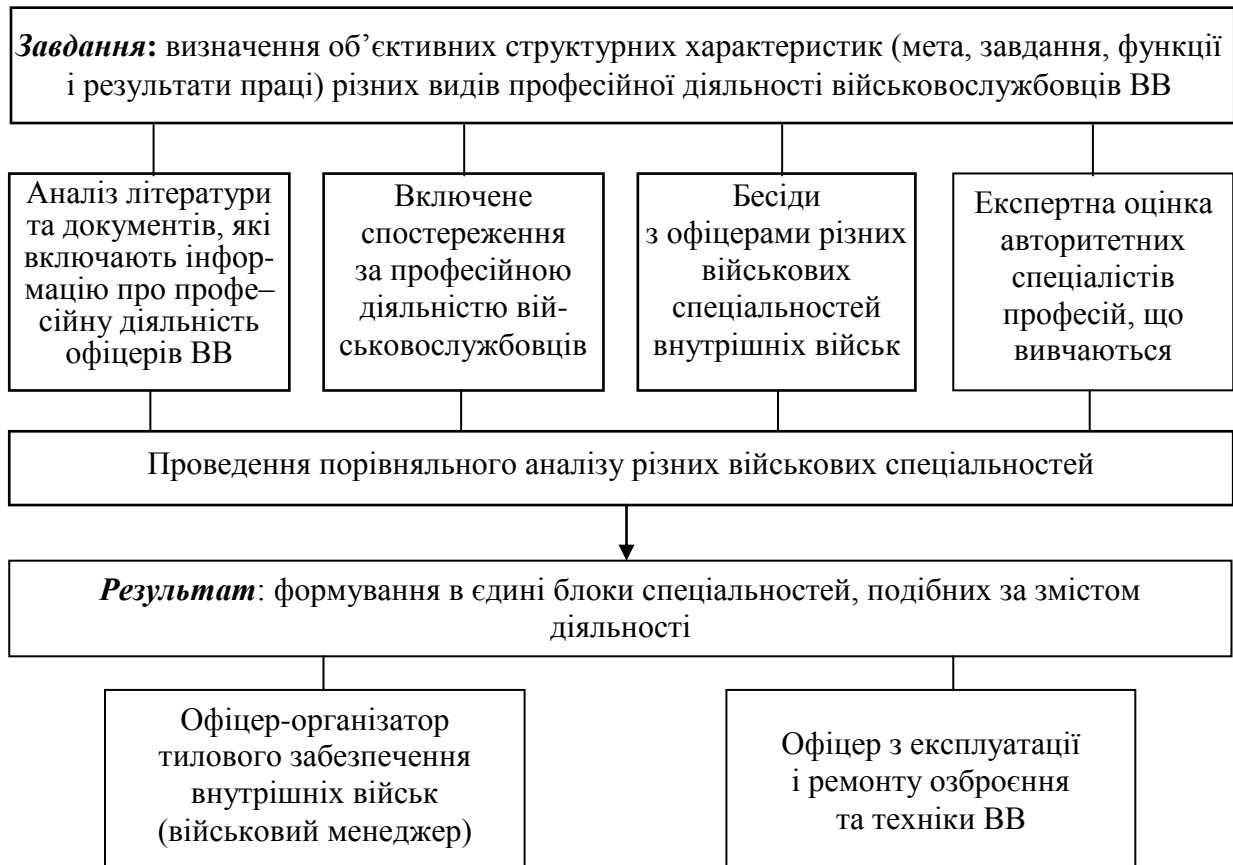 Завдання: визначення об’єктивних структурних характеристик (мета, завдання, функції
і результати праці) різних видів професійної діяльності військовослужбовців ВВ
Аналіз літератури
та документів, які
включають інфор-
мацію про профе–
сійну діяльність
офіцерів ВВ
Включене
спостереження
за професійною
діяльністю вій-
ськовослужбовців
Бесіди
з офіцерами різних
військових
спеціальностей
внутрішніх військ
Експертна оцінка
авторитетних
спеціалістів
професій, що
вивчаються
Проведення порівняльного аналізу різних військових спеціальностей
Результат: формування в єдині блоки спеціальностей, подібних за змістом
діяльності
Офіцер-організатор
тилового забезпечення
внутрішніх військ
(військовий менеджер)
Офіцер з експлуатації
і ремонту озброєння
та техніки ВВ